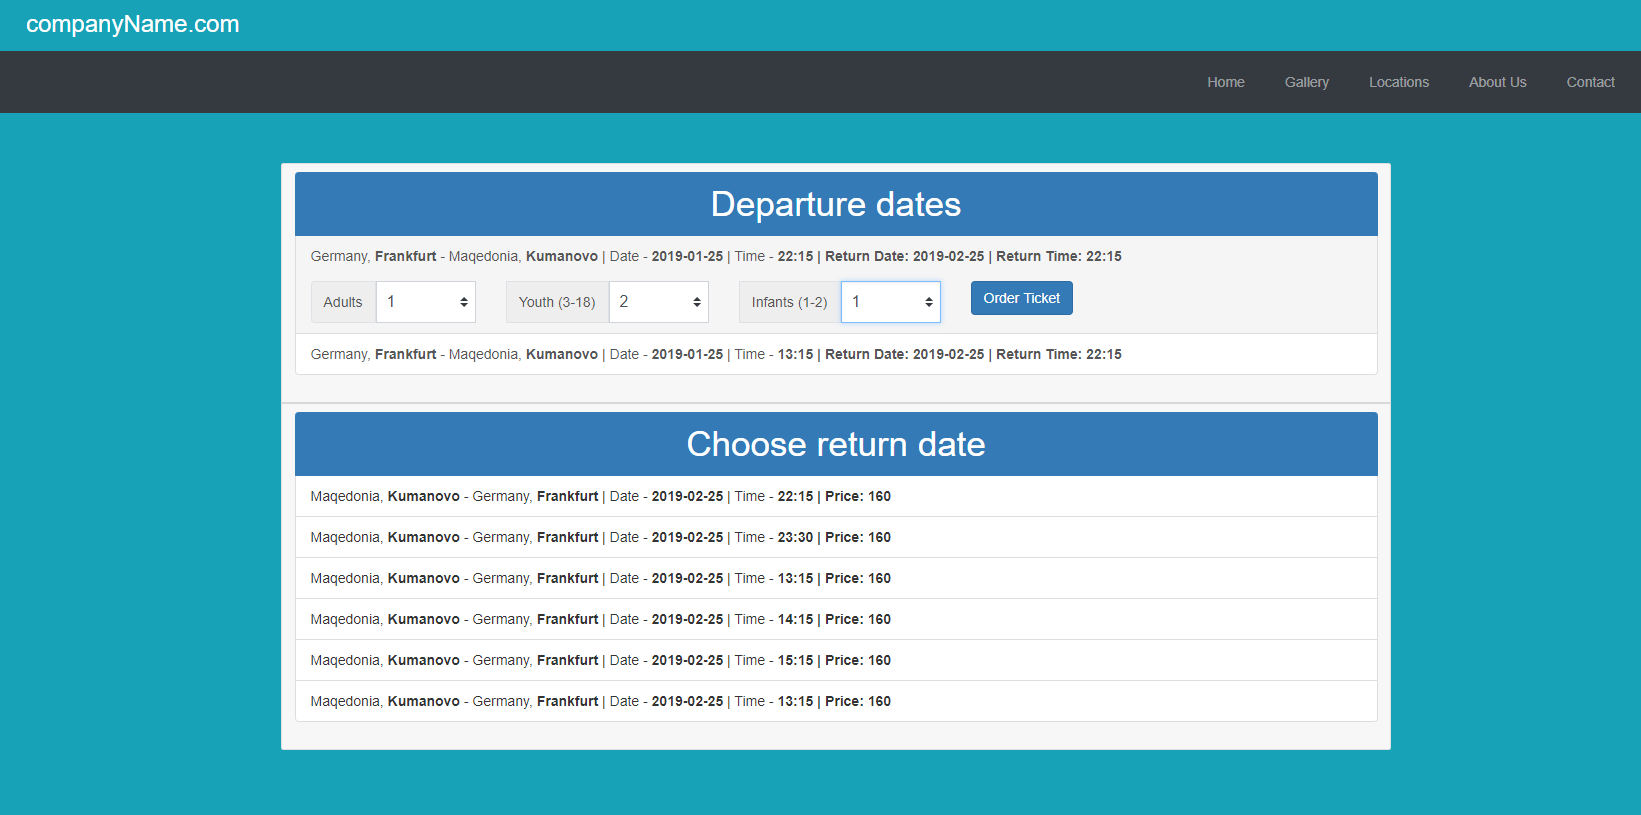 companyName.com
Home Gallery Locations About Us Contact
Departure dates
Germany, Frankfurt - Maqedonia, Kumanovo | Date - 2019-01-25 | Time - 22:15 | Return Date: 2019-02-25 | Return Time: 22:15
Adults 1 Youth (3-18) 2 Infants (1-2) 1 Order Ticket
Germany, Frankfurt - Maqedonia, Kumanovo | Date - 2019-01-25 | Time - 13:15 | Return Date: 2019-02-25 | Return Time: 22:15
Choose return date
Maqedonia, Kumanovo - Germany, Frankfurt | Date - 2019-02-25 | Time - 22:15 | Price: 160
Maqedonia, Kumanovo - Germany, Frankfurt | Date - 2019-02-25 | Time - 23:30 | Price: 160
Maqedonia, Kumanovo - Germany, Frankfurt | Date - 2019-02-25 | Time - 13:15 | Price: 160
Maqedonia, Kumanovo - Germany, Frankfurt | Date - 2019-02-25 | Time - 14:15 | Price: 160
Maqedonia, Kumanovo - Germany, Frankfurt | Date - 2019-02-25 | Time - 15:15 | Price: 160
Maqedonia, Kumanovo - Germany, Frankfurt | Date - 2019-02-25 | Time - 13:15 | Price: 160